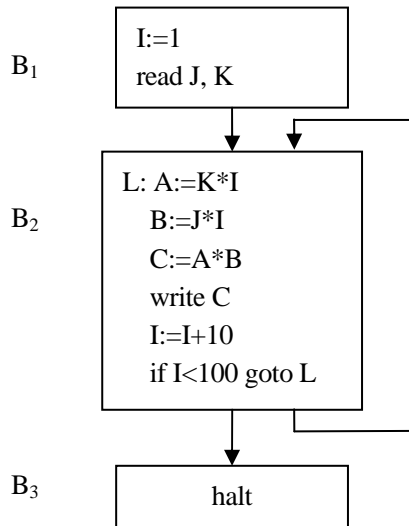 B₁
I:=1
read J, K
B₂
L: A:=K*I
B:=J*I
C:=A*B
write C
I:=I+10
if I<100 goto L
B₃
halt